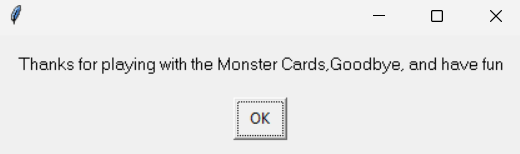 Thanks for playing with the Monster Cards,Goodbye, and have fun
OK